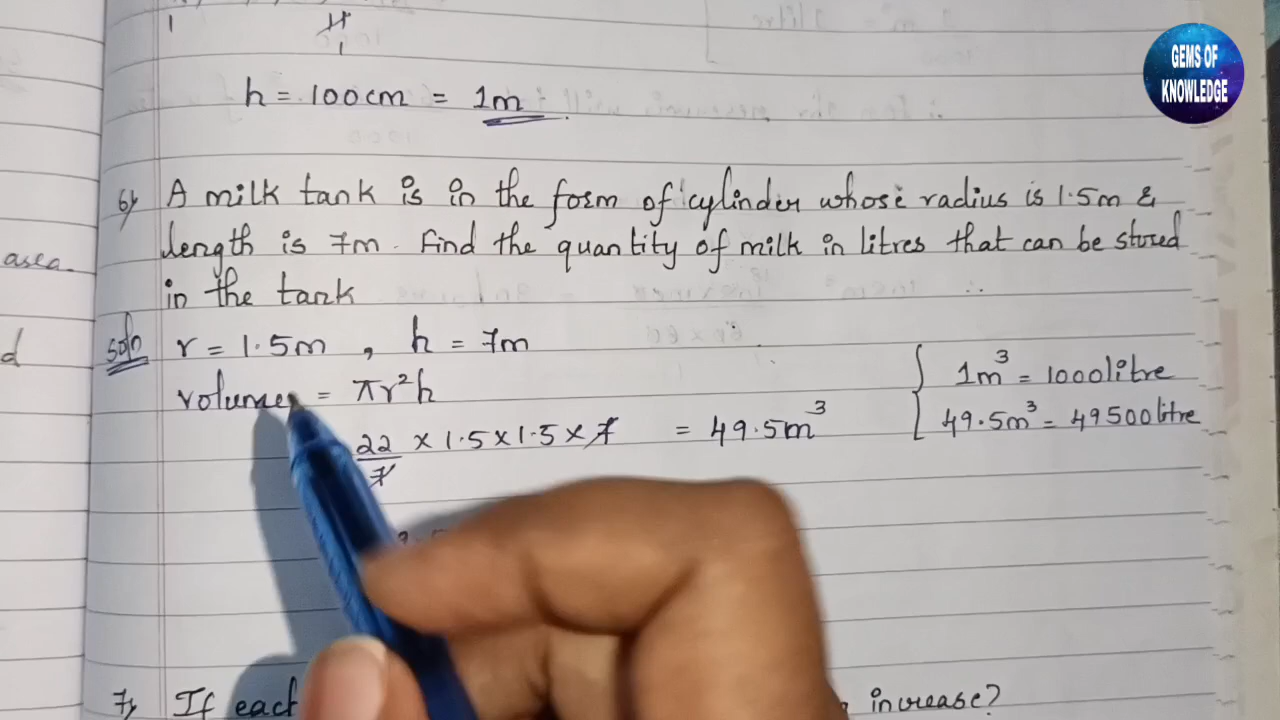 1
1
h = 100cm = 1m
6) A milk tank is in the form of cylinder whose radius is 1.5m &
length is 7m. Find the quantity of milk in litres that can be stored
area.
in the tank
Soln r = 1.5m , h = 7m
d
volume = πr²h
22/7 × 1.5 × 1.5 × 7 = 49.5m³
{ 1m³ = 1000litre
49.5m³ = 49500litre
7) If each
increase?
GEMS OF
KNOWLEDGE